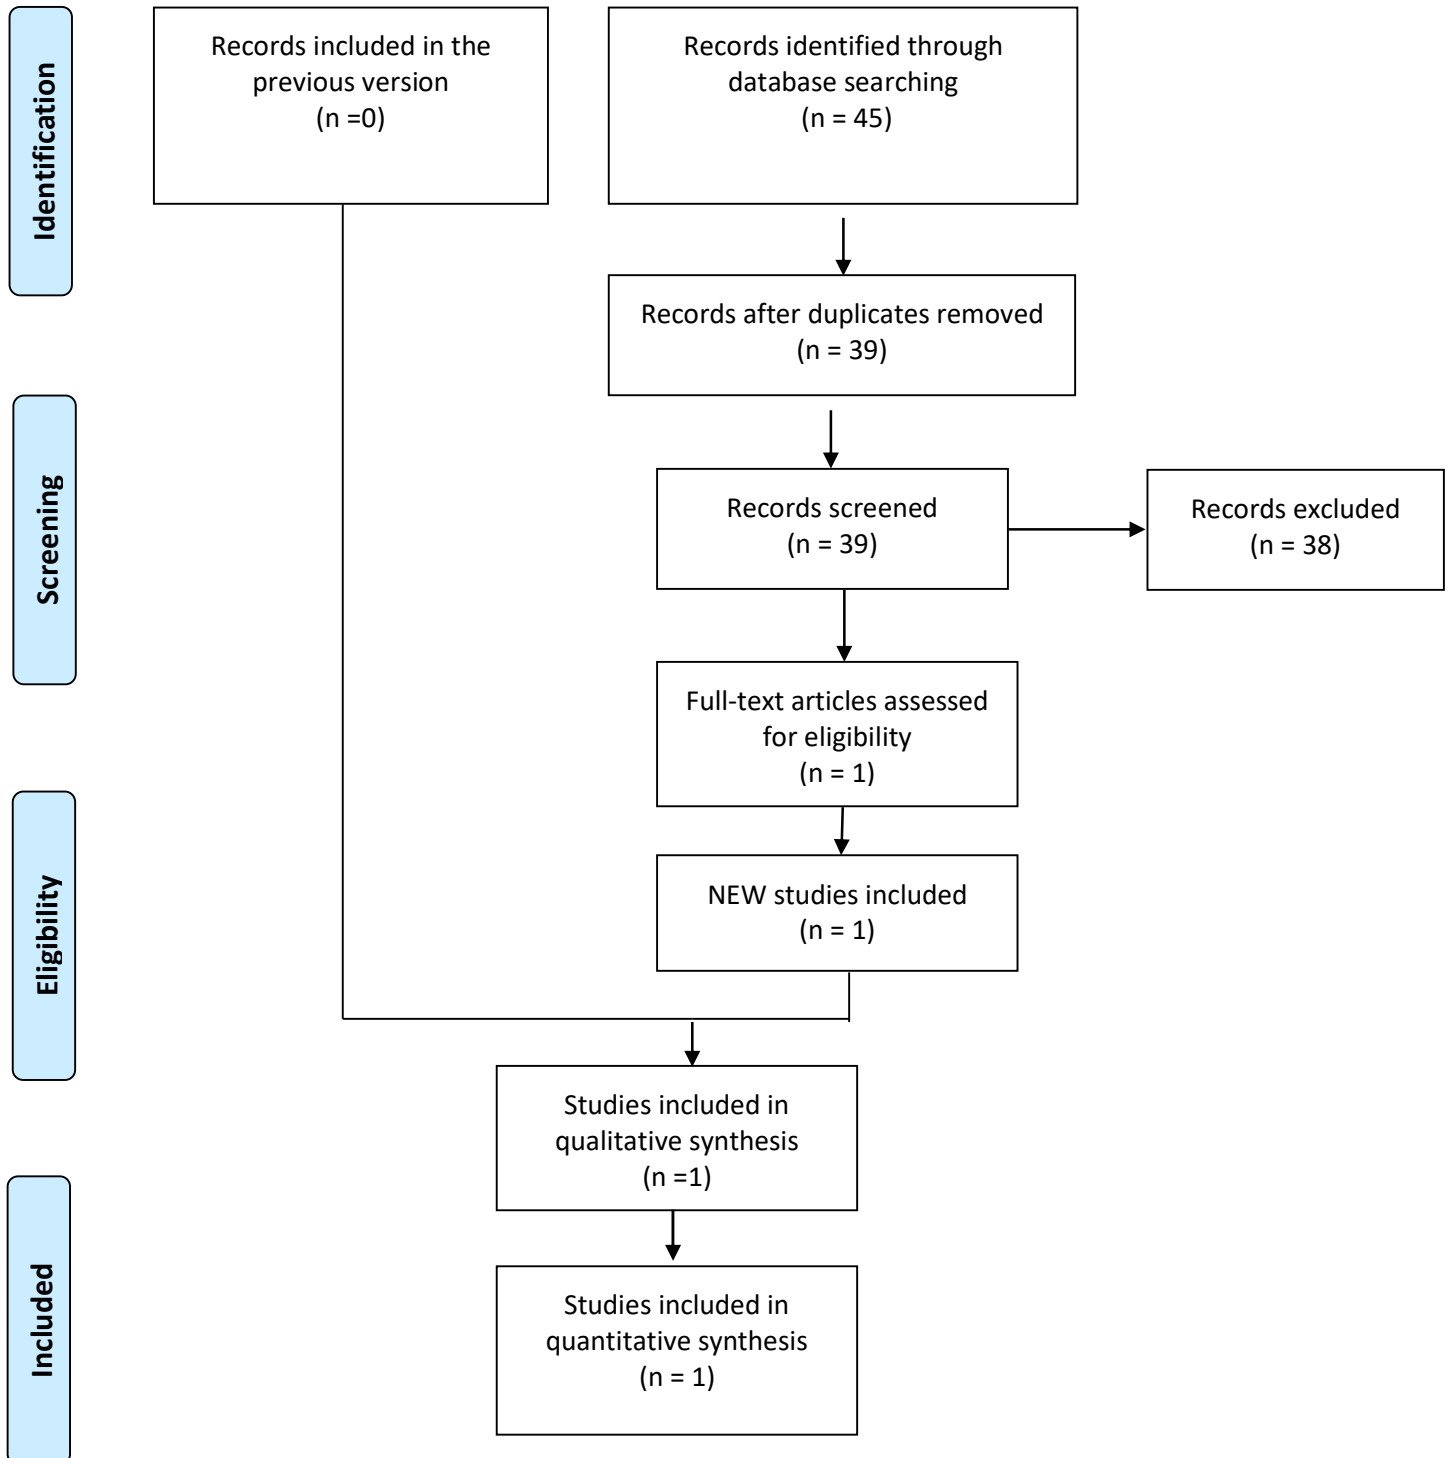 Identification
Records included in the
previous version
(n =0)
Records identified through
database searching
(n = 45)
Records after duplicates removed
(n = 39)
Screening
Records screened
(n = 39)
Records excluded
(n = 38)
Full-text articles assessed
for eligibility
(n = 1)
Eligibility
NEW studies included
(n = 1)
Studies included in
qualitative synthesis
(n =1)
Included
Studies included in
quantitative synthesis
(n = 1)